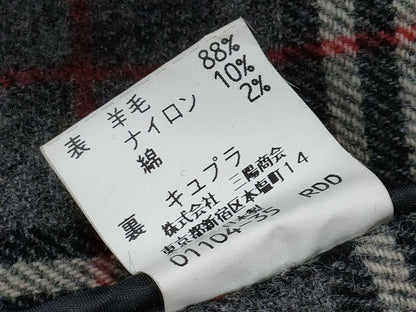 表 羊毛 88%
ナイロン 10%
綿 2%
裏 キュプラ
株式会社 三陽商会
東京都新宿区本塩町14
製
01104-35 RDD